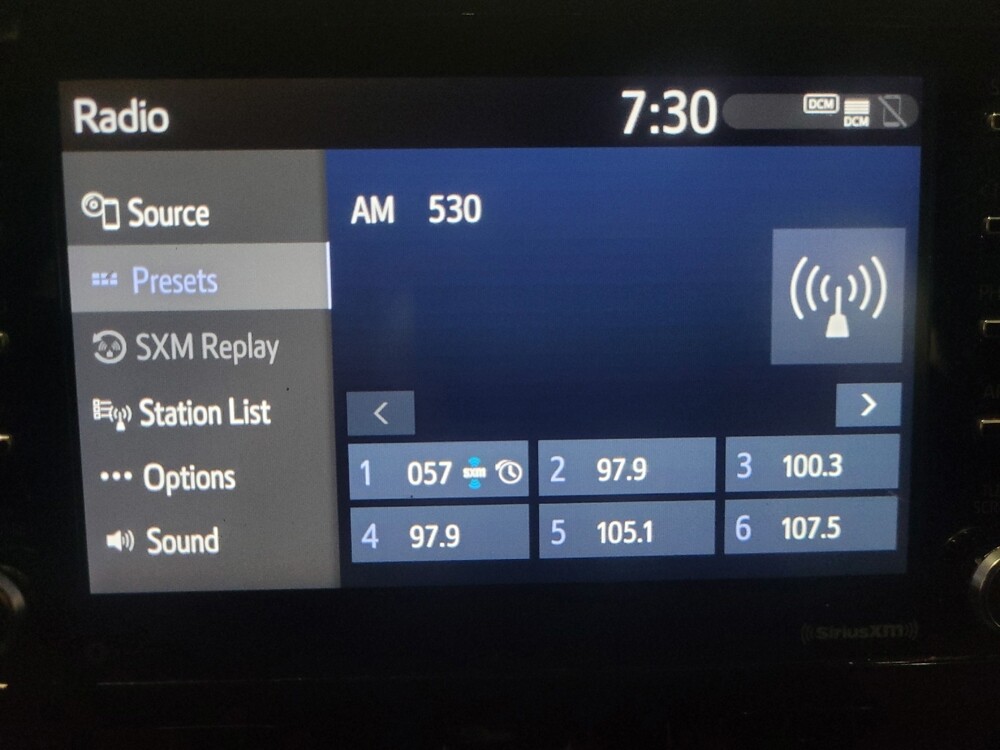 Radio
7:30
DCM
DCM
Source
Presets
SXM Replay
Station List
Options
Sound
AM 530
1 057 sxm
2 97.9
3 100.3
4 97.9
5 105.1
6 107.5
SiriusXM